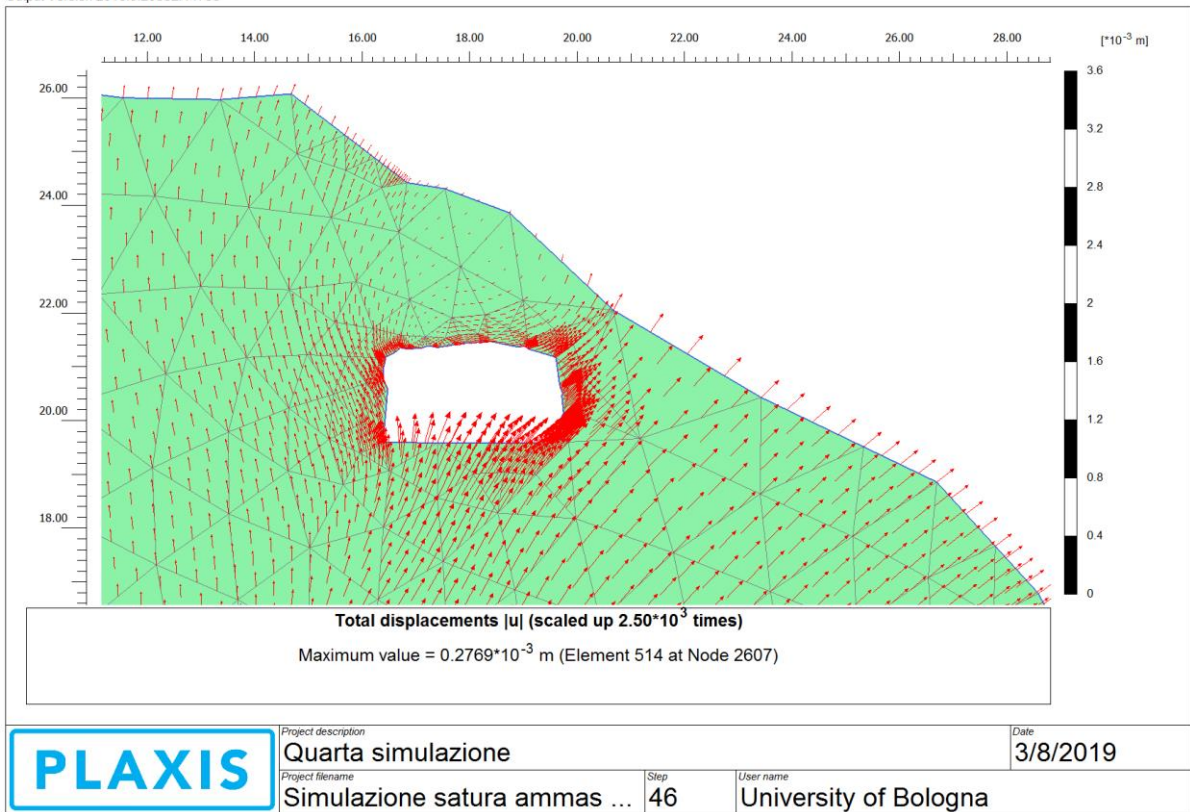 12.00 14.00 16.00 18.00 20.00 22.00 24.00 26.00 28.00
[*10⁻³ m]
26.00
24.00
22.00
20.00
18.00
3.6
3.2
2.8
2.4
2
1.6
1.2
0.8
0.4
0
Total displacements |u| (scaled up 2.50*10³ times)
Maximum value = 0.2769*10⁻³ m (Element 514 at Node 2607)
PLAXIS
Project description
Quarta simulazione
Date
3/8/2019
Project filename
Simulazione satura ammas ...
Step
46
User name
University of Bologna